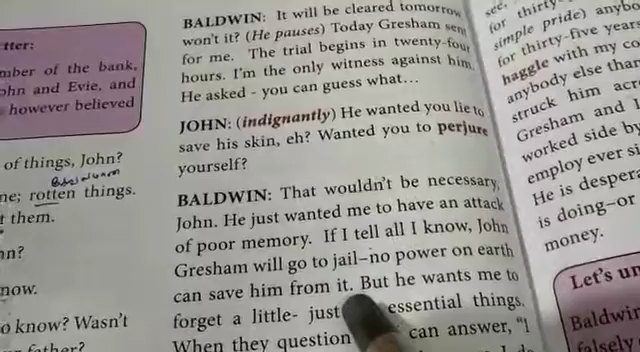 tter:
mber of the bank,
ohn and Evie, and
however believed
of things, John?
ne; rotten things.
t them.
nn?
now.
o know? Wasn't
father?
BALDWIN: It will be cleared tomorrow
won't it? (He pauses) Today Gresham sent
for me. The trial begins in twenty-four
hours. I'm the only witness against him.
He asked - you can guess what...
JOHN: (indignantly) He wanted you lie to
save his skin, eh? Wanted you to perjure
yourself?
BALDWIN: That wouldn't be necessary,
John. He just wanted me to have an attack
of poor memory. If I tell all I know, John
Gresham will go to jail–no power on earth
can save him from it. But he wants me to
forget a little- just essential things.
When they question can answer, "I
see,
(or thirty-
simple pride) anybo
for thirty-five years
haggle with my co
anybody else than
struck him acr
Gresham and
worked side by
employ ever si
He is despera
is doing–or
money.
Let's un
Baldwin
falsely